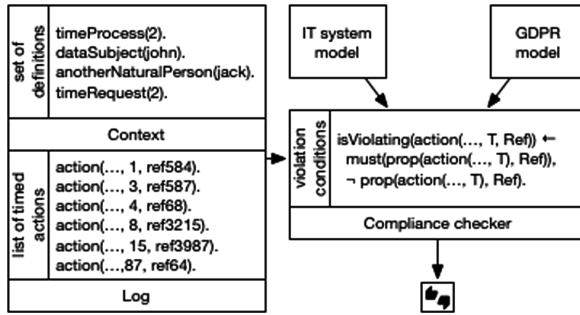 set of
definitions
timeProcess(2).
dataSubject(john).
anotherNaturalPerson(jack).
timeRequest(2).
Context
list of timed
actions
action(..., 1, ref584).
action(..., 3, ref587).
action(..., 4, ref68).
action(..., 8, ref3215).
action(..., 15, ref3987).
action(...,87, ref64).
Log
IT system
model
GDPR
model
violation
conditions
isViolating(action(..., T, Ref)) ←
must(prop(action(..., T), Ref)),
¬ prop(action(..., T), Ref).
Compliance checker